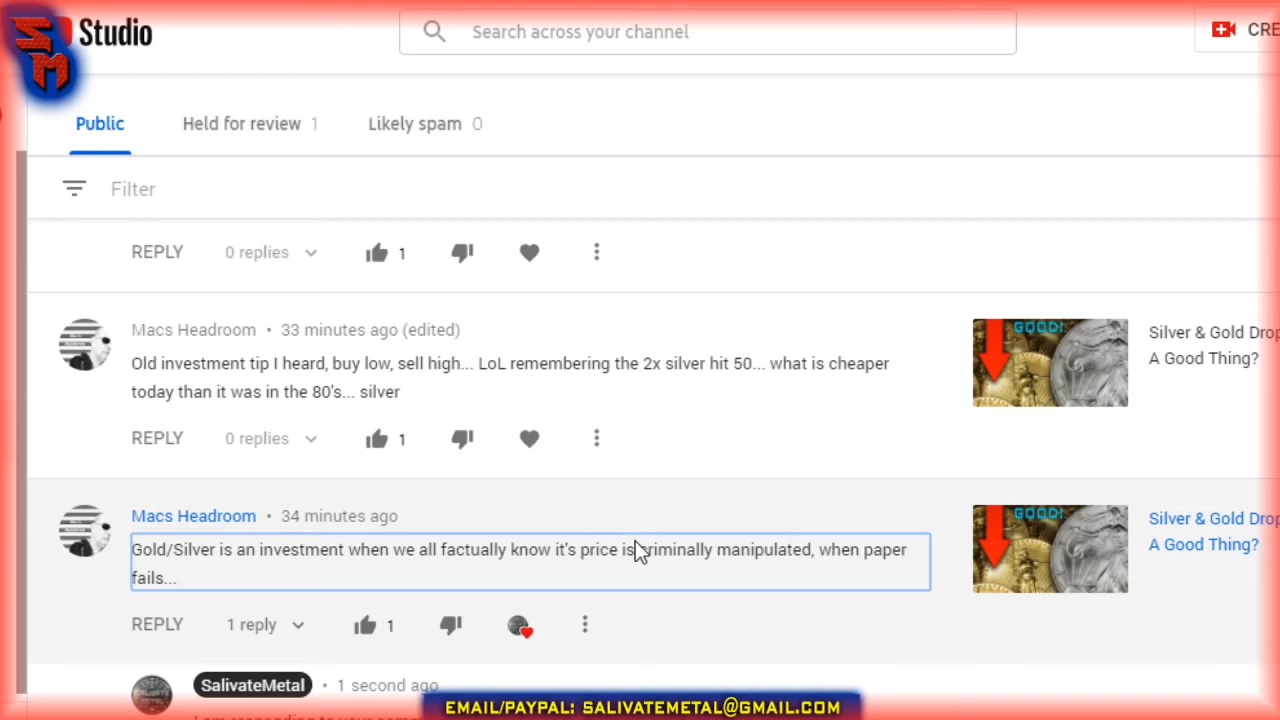 SM
Studio
Search across your channel
CRE
Public
Held for review 1
Likely spam 0
Filter
REPLY 0 replies 1
Macs Headroom • 33 minutes ago (edited)
Old investment tip I heard, buy low, sell high... LoL remembering the 2x silver hit 50... what is cheaper
today than it was in the 80's... silver
GOOD!
Silver & Gold Drop
A Good Thing?
REPLY 0 replies 1
Macs Headroom • 34 minutes ago
Gold/Silver is an investment when we all factually know it's price is criminally manipulated, when paper
fails...
GOOD!
Silver & Gold Drop
A Good Thing?
REPLY 1 reply 1
SalivateMetal • 1 second ago
EMAIL/PAYPAL: SALIVATEMETAL@GMAIL.COM